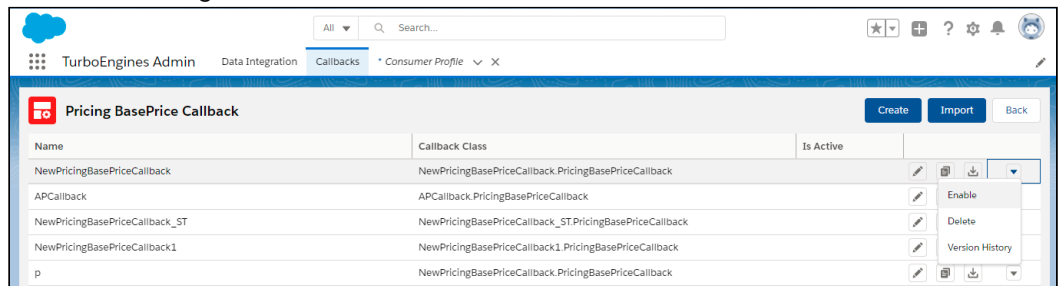 All Search...
TurboEngines Admin Data Integration Callbacks * Consumer Profile
Pricing BasePrice Callback Create Import Back
Name Callback Class Is Active
NewPricingBasePriceCallback NewPricingBasePriceCallback.PricingBasePriceCallback
APCallback APCallback.PricingBasePriceCallback Enable
NewPricingBasePriceCallback_ST NewPricingBasePriceCallback_ST.PricingBasePriceCallback Delete
NewPricingBasePriceCallback1 NewPricingBasePriceCallback1.PricingBasePriceCallback Version History
p NewPricingBasePriceCallback.PricingBasePriceCallback